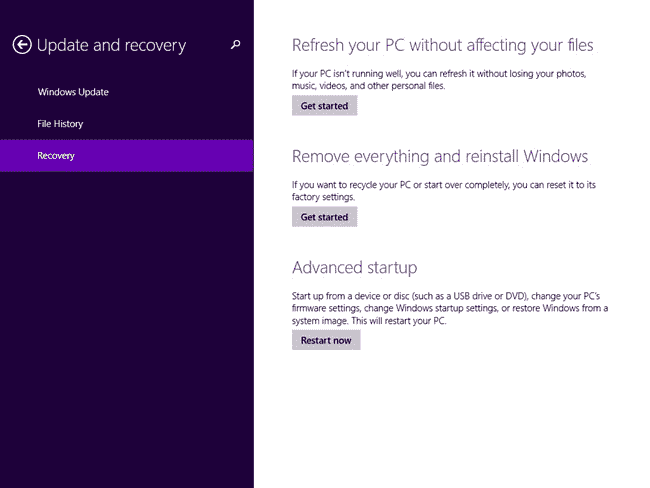 Update and recovery
Windows Update
File History
Recovery
Refresh your PC without affecting your files
If your PC isn't running well, you can refresh it without losing your photos,
music, videos, and other personal files.
Get started
Remove everything and reinstall Windows
If you want to recycle your PC or start over completely, you can reset it to its
factory settings.
Get started
Advanced startup
Start up from a device or disc (such as a USB drive or DVD), change your PC's
firmware settings, change Windows startup settings, or restore Windows from a
system image. This will restart your PC.
Restart now